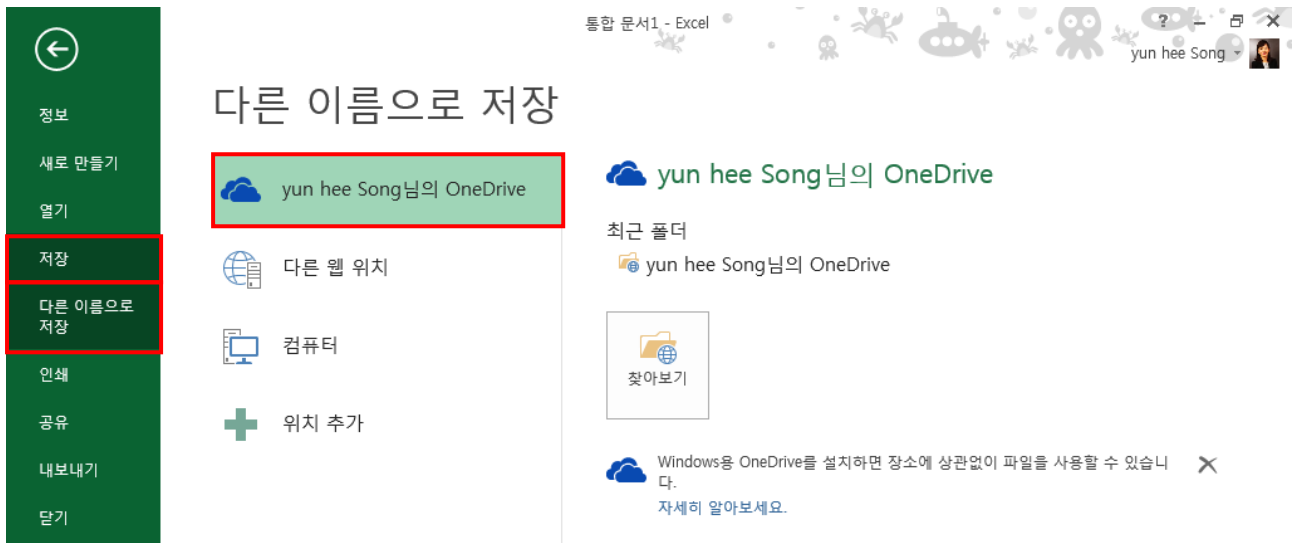 통합 문서1 - Excel
?
yun hee Song
정보
새로 만들기
열기
저장
다른 이름으로
저장
인쇄
공유
내보내기
닫기
다른 이름으로 저장
yun hee Song님의 OneDrive
다른 웹 위치
컴퓨터
위치 추가
yun hee Song님의 OneDrive
최근 폴더
yun hee Song님의 OneDrive
찾아보기
Windows용 OneDrive를 설치하면 장소에 상관없이 파일을 사용할 수 있습니
다.
자세히 알아보세요.